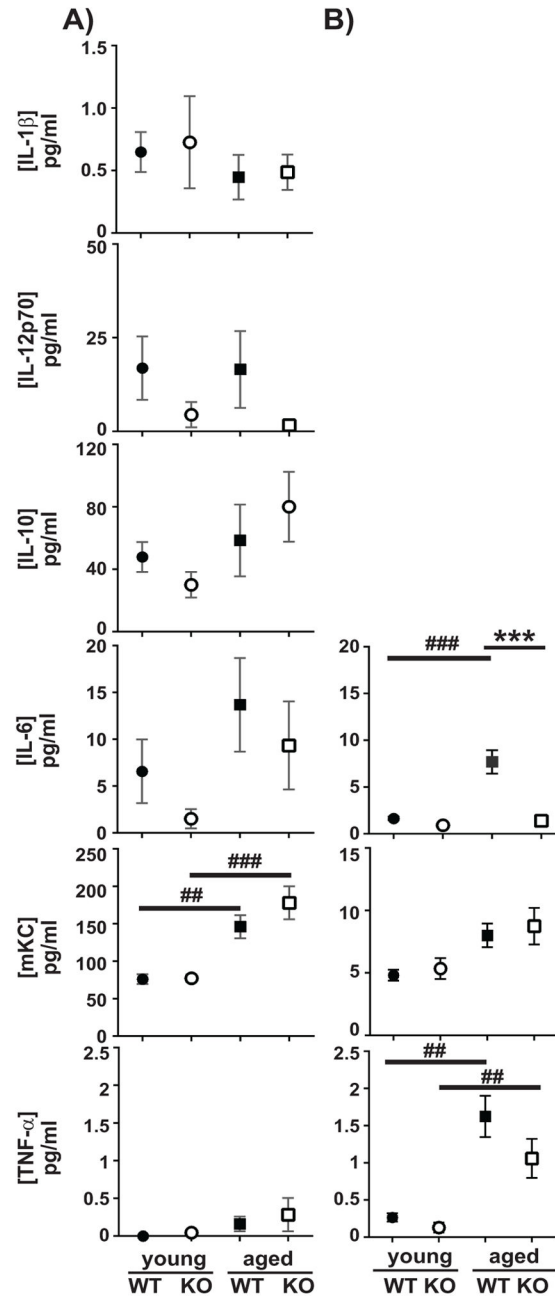 A)
B)
[IL-1β]
pg/ml
1.5
1.0
0.5
0
[IL-12p70]
pg/ml
50
25
0
[IL-10]
pg/ml
120
80
40
0
[IL-6]
pg/ml
20
15
10
5
0
###
***
20
15
10
5
0
[mKC]
pg/ml
250
200
150
100
50
0
##
###
15
10
5
0
[TNF-α]
pg/ml
2.5
2
1.5
1
0.5
0
##
##
2.5
2
1.5
1
0.5
0
young aged
WT KO WT KO
young aged
WT KO WT KO